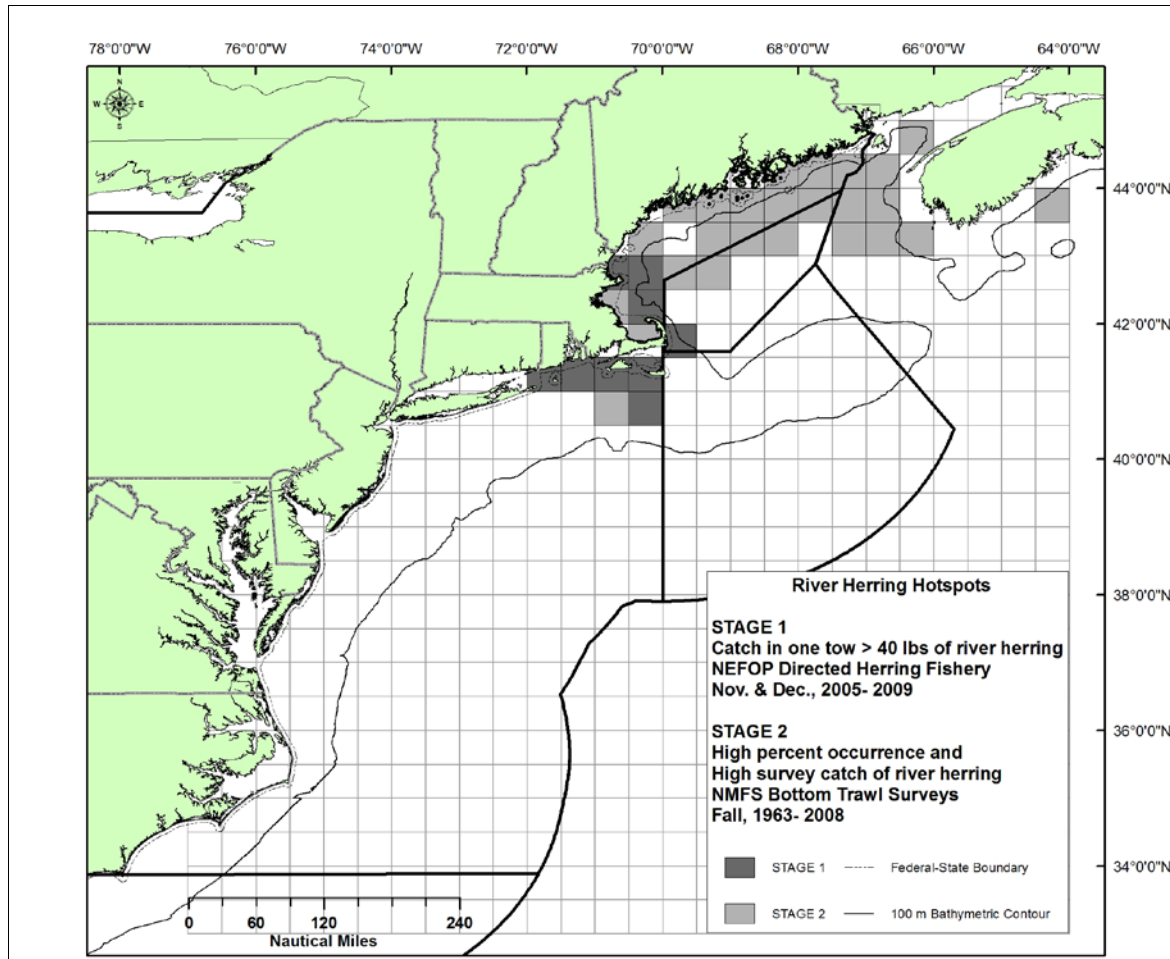 78°0'0"W 76°0'0"W 74°0'0"W 72°0'0"W 70°0'0"W 68°0'0"W 66°0'0"W 64°0'0"W
N
W E
S
44°0'0"N
42°0'0"N
40°0'0"N
38°0'0"N
36°0'0"N
34°0'0"N
River Herring Hotspots
STAGE 1
Catch in one tow > 40 lbs of river herring
NEFOP Directed Herring Fishery
Nov. & Dec., 2005- 2009
STAGE 2
High percent occurrence and
High survey catch of river herring
NMFS Bottom Trawl Surveys
Fall, 1963- 2008
STAGE 1 Federal-State Boundary
STAGE 2 100 m Bathymetric Contour
0 60 120 240
Nautical Miles